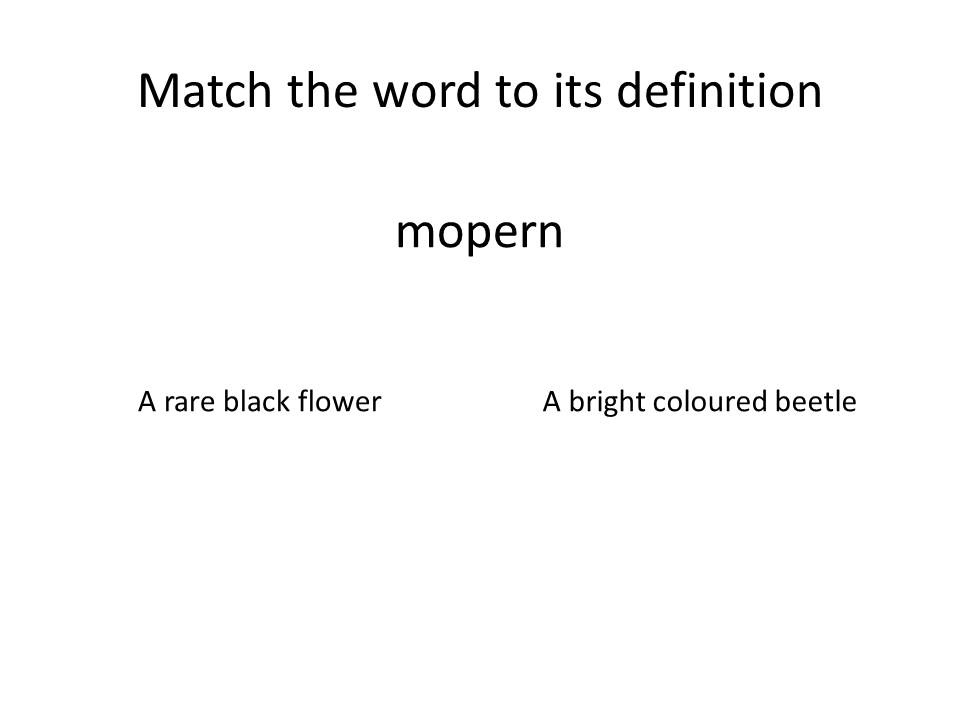 Match the word to its definition
mopern
A rare black flower
A bright coloured beetle